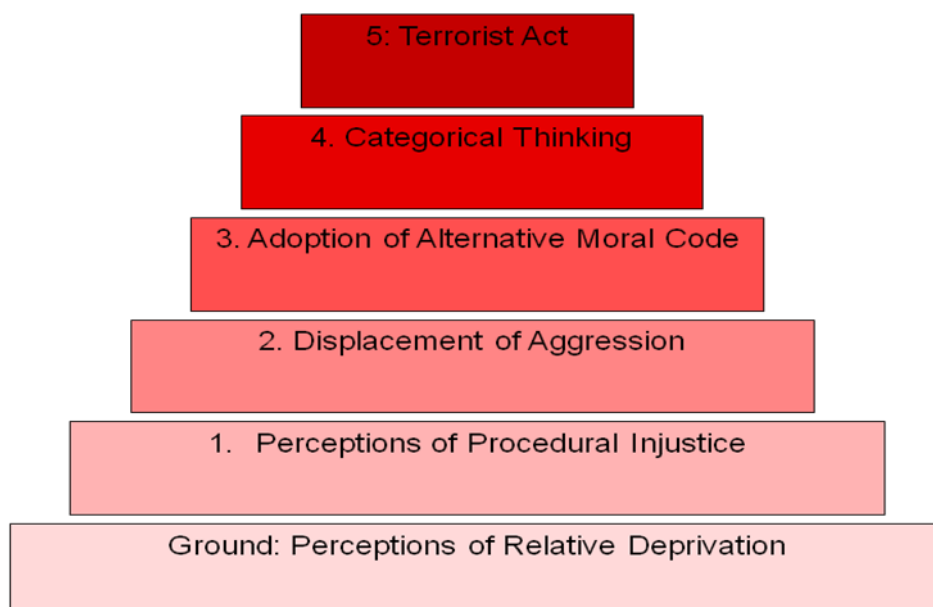 5: Terrorist Act
4. Categorical Thinking
3. Adoption of Alternative Moral Code
2. Displacement of Aggression
1. Perceptions of Procedural Injustice
Ground: Perceptions of Relative Deprivation